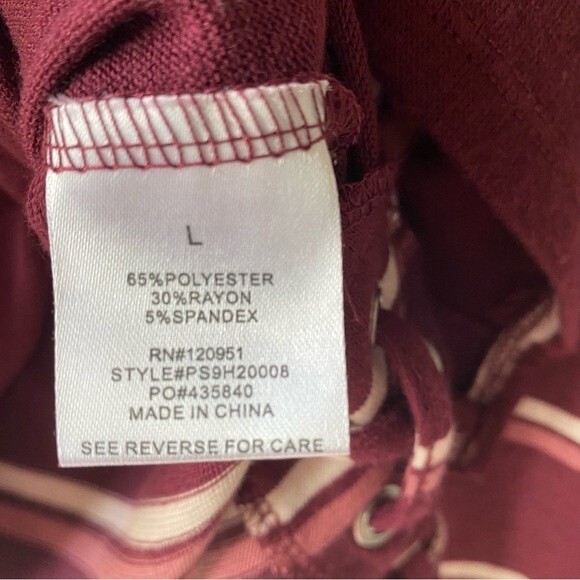 L
65%POLYESTER
30%RAYON
5%SPANDEX
RN#120951
STYLE#PS9H20008
PO#435840
MADE IN CHINA
SEE REVERSE FOR CARE